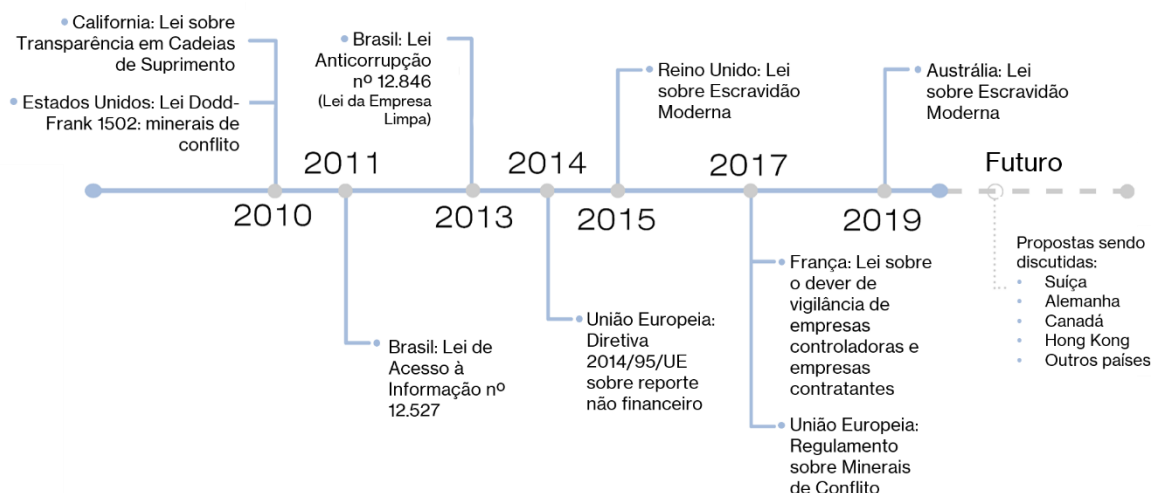 • California: Lei sobre
Transparência em Cadeias
de Suprimento
• Estados Unidos: Lei Dodd-
Frank 1502: minerais de
conflito
2010
2011
• Brasil: Lei de
Acesso à
Informação nº
12.527
• Brasil: Lei
Anticorrupção
nº 12.846
(Lei da Empresa
Limpa)
2013
2014
• União Europeia:
Diretiva
2014/95/UE
sobre reporte
não financeiro
• Reino Unido: Lei
sobre Escravidão
Moderna
2015
2017
• França: Lei sobre
o dever de
vigilância de
empresas
controladoras e
empresas
contratantes
• União Europeia:
Regulamento
sobre Minerais
de Conflito
• Austrália: Lei
sobre Escravidão
Moderna
2019
Futuro
Propostas sendo
discutidas:
• Suíça
• Alemanha
• Canadá
• Hong Kong
• Outros países